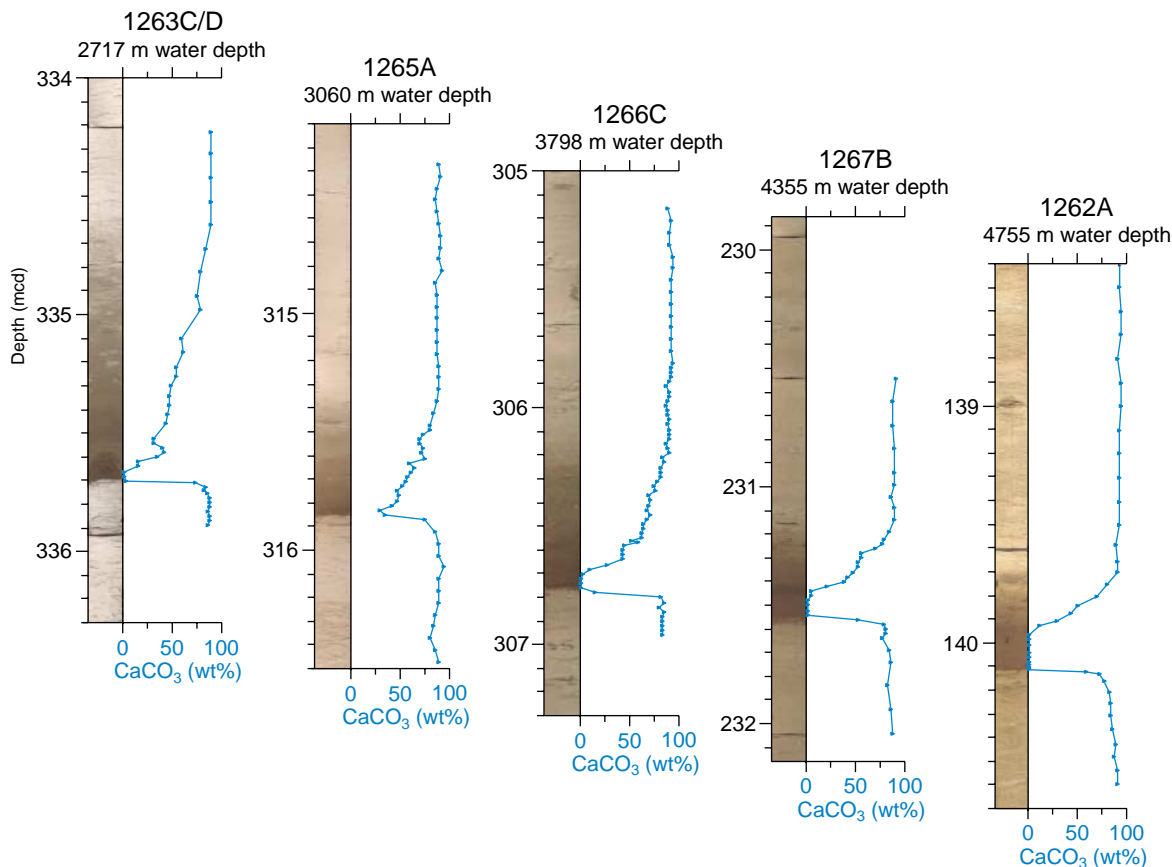 1263C/D
2717 m water depth
334
335
336
Depth (mcd)
0 50 100
CaCO₃ (wt%)
1265A
3060 m water depth
315
316
0 50 100
CaCO₃ (wt%)
1266C
3798 m water depth
305
306
307
0 50 100
CaCO₃ (wt%)
1267B
4355 m water depth
230
231
232
0 50 100
CaCO₃ (wt%)
1262A
4755 m water depth
139
140
0 50 100
CaCO₃ (wt%)